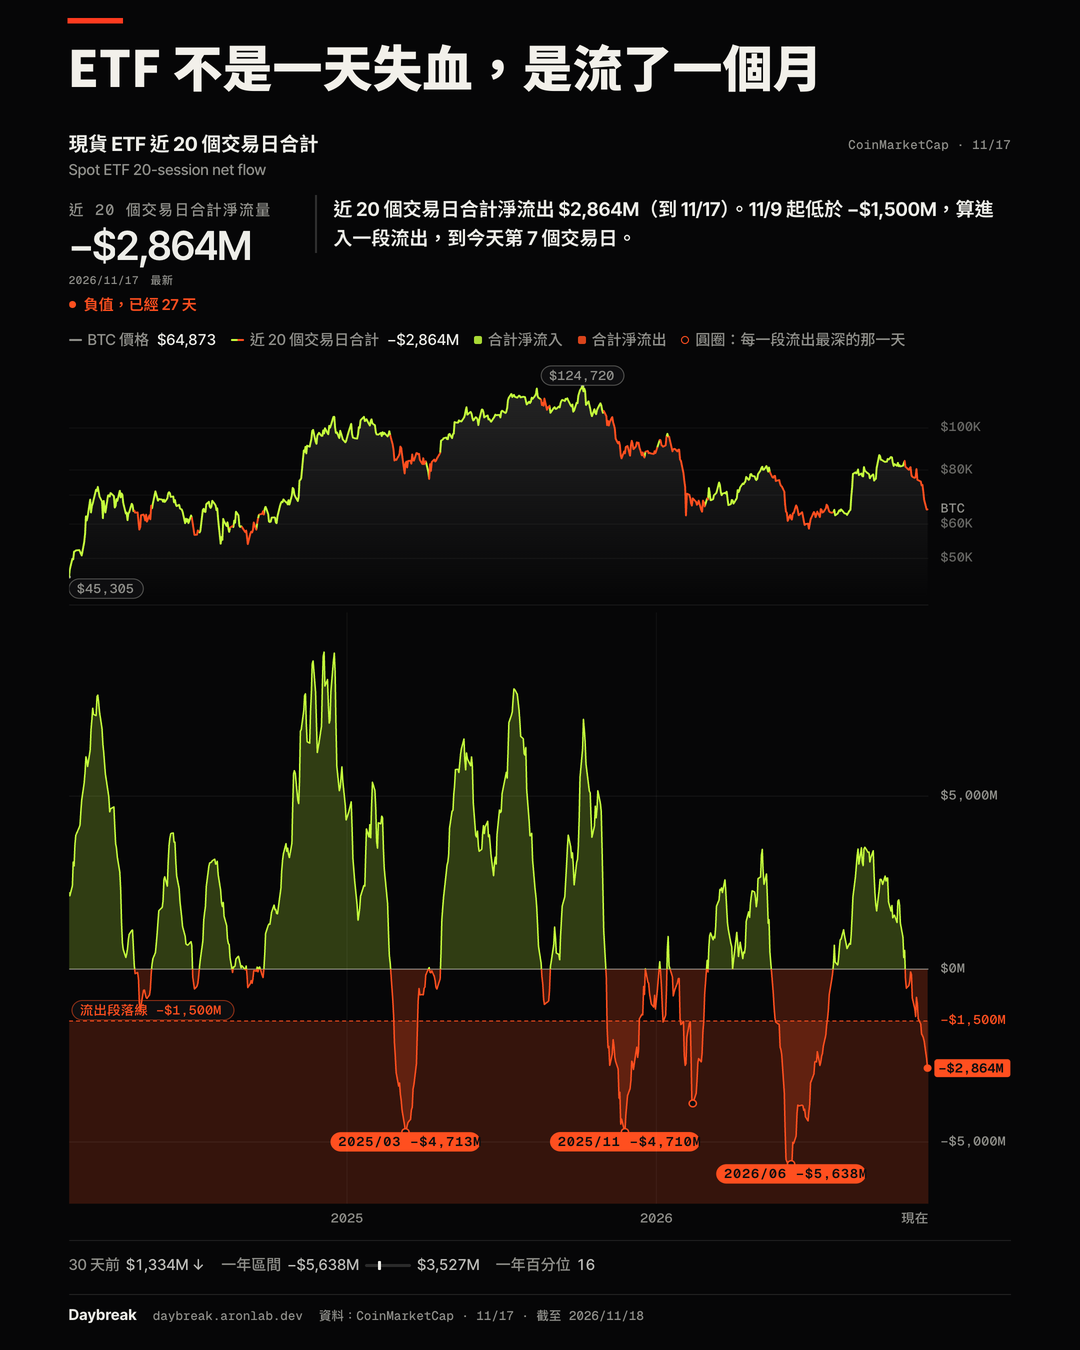 ETF 不是一天失血，是流了一個月
現貨 ETF 近 20 個交易日合計
CoinMarketCap · 11/17
Spot ETF 20-session net flow
近 20 個交易日合計淨流量
−$2,864M
2026/11/17 最新
負值，已經 27 天
近 20 個交易日合計淨流出 $2,864M（到 11/17）。11/9 起低於 −$1,500M，算進
入一段流出，到今天第 7 個交易日。
BTC 價格 $64,873 近 20 個交易日合計 −$2,864M 合計淨流入 合計淨流出 圓圈：每一段流出最深的那一天
$124,720
$100K
$80K
BTC
$60K
$50K
$45,305
$5,000M
$0M
流出段落線 −$1,500M
−$1,500M
−$2,864M
2025/03 −$4,713M
2025/11 −$4,710M
−$5,000M
2026/06 −$5,638M
2025
2026
現在
30 天前 $1,334M ↓ 一年區間 −$5,638M $3,527M 一年百分位 16
Daybreak daybreak.aronlab.dev 資料：CoinMarketCap · 11/17 · 截至 2026/11/18